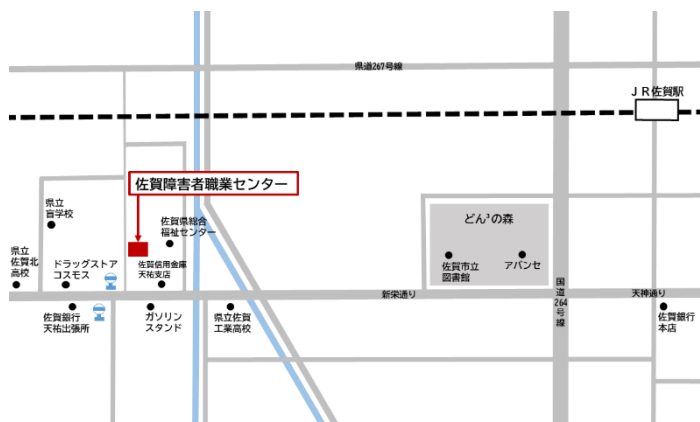 県道267号線
ＪＲ佐賀駅
佐賀障害者職業センター
県立
盲学校
佐賀県総合
福祉センター
どん³の森
県立
佐賀北
高校
ドラッグストア
コスモス
佐賀信用金庫
天祐支店
佐賀市立
図書館
アバンセ
新栄通り
国道264号線
天神通り
佐賀銀行
天祐出張所
ガソリン
スタンド
県立佐賀
工業高校
佐賀銀行
本店